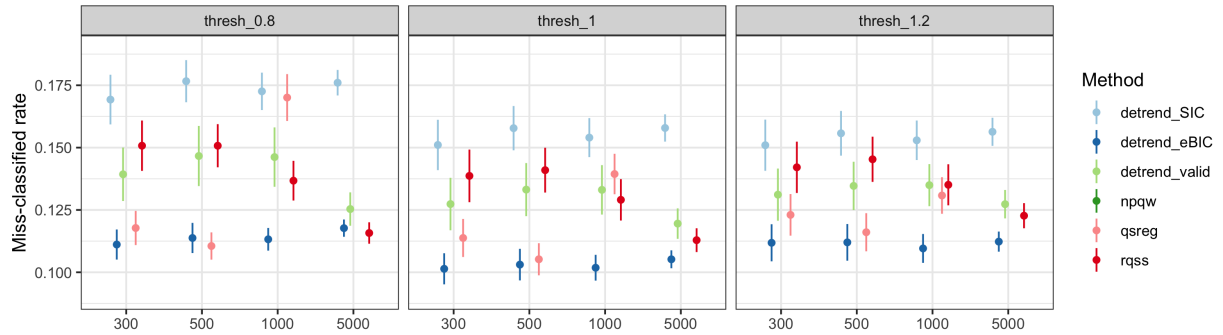 thresh_0.8 thresh_1 thresh_1.2
Miss-classified rate
0.175
0.150
0.125
0.100
300 500 1000 5000 300 500 1000 5000 300 500 1000 5000
Method
detrend_SIC
detrend_eBIC
detrend_valid
npqw
qsreg
rqss